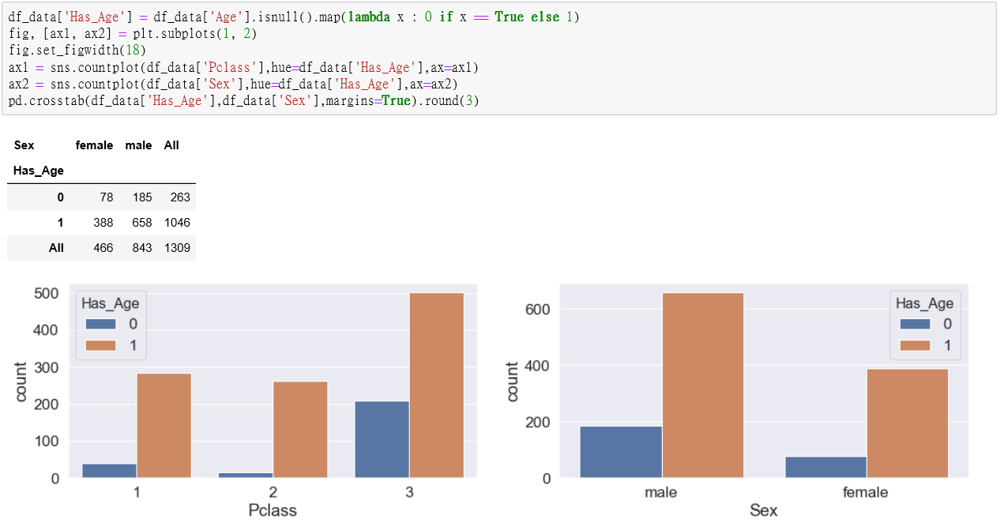 df_data['Has_Age'] = df_data['Age'].isnull().map(lambda x : 0 if x == True else 1)
fig, [ax1, ax2] = plt.subplots(1, 2)
fig.set_figwidth(18)
ax1 = sns.countplot(df_data['Pclass'],hue=df_data['Has_Age'],ax=ax1)
ax2 = sns.countplot(df_data['Sex'],hue=df_data['Has_Age'],ax=ax2)
pd.crosstab(df_data['Has_Age'],df_data['Sex'],margins=True).round(3)
Sex female male All
Has_Age
0 78 185 263
1 388 658 1046
All 466 843 1309
500
400
300
200
100
0
count
Has_Age
0
1
1 2 3
Pclass
600
400
200
0
count
Has_Age
0
1
male female
Sex